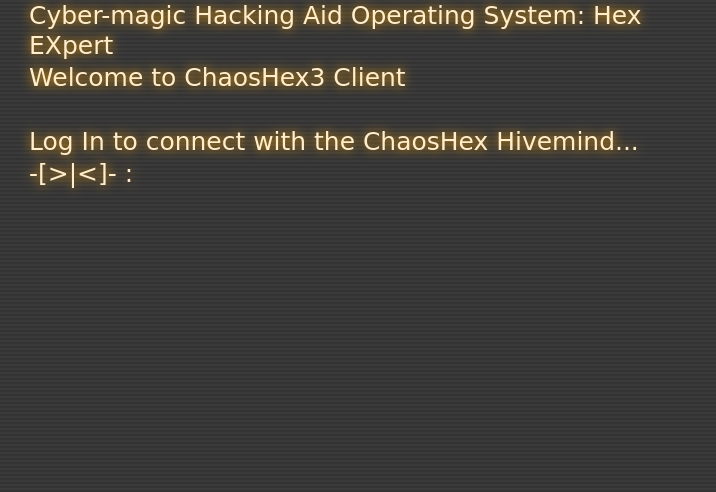 Cyber-magic Hacking Aid Operating System: Hex
EXpert
Welcome to ChaosHex3 Client
Log In to connect with the ChaosHex Hivemind...
-[>|<]- :